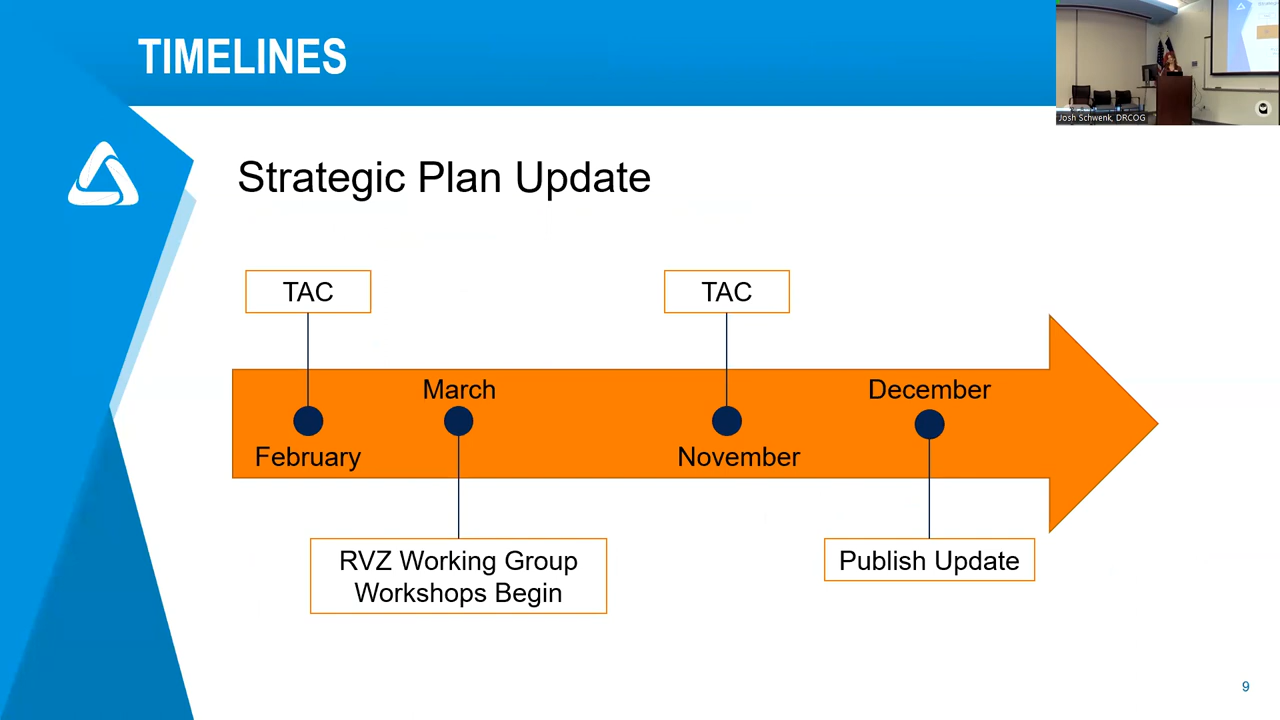 TIMELINES
Josh Schwenk, DRCOG
Strategic Plan Update
TAC
TAC
March
December
February
November
RVZ Working Group
Workshops Begin
Publish Update
9